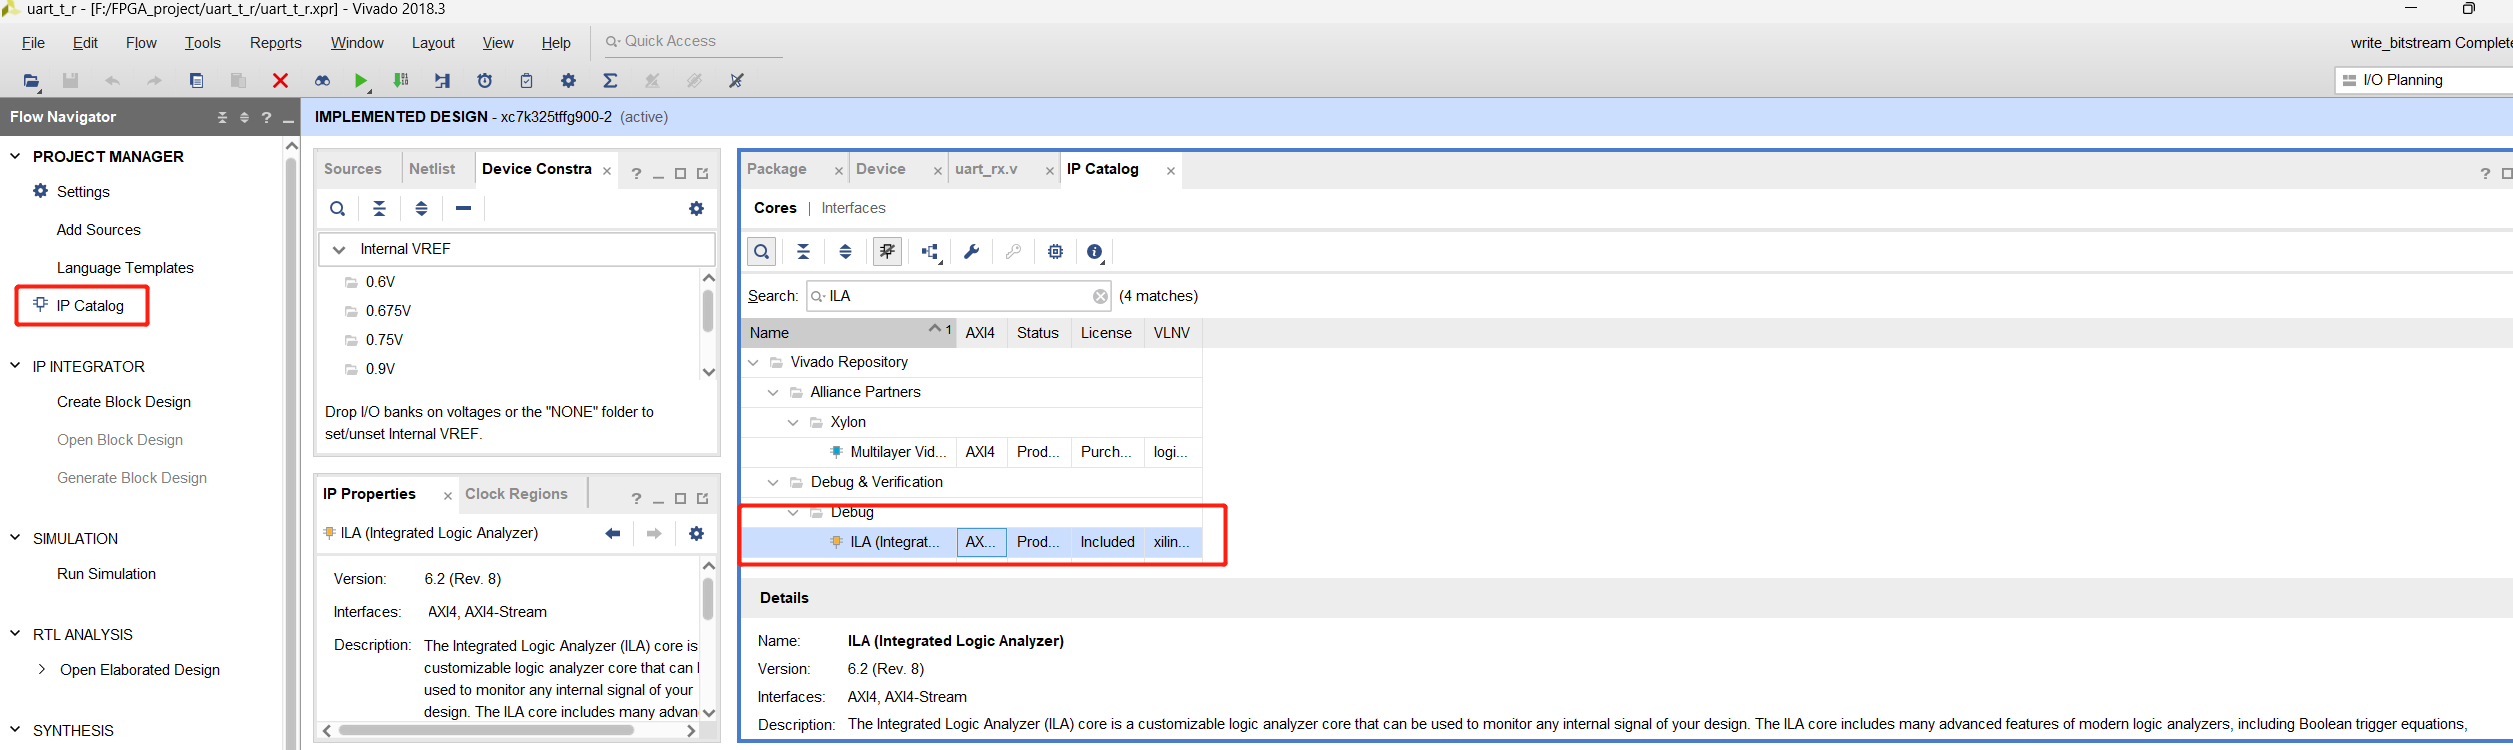 uart_t_r - [F:/FPGA_project/uart_t_r/uart_t_r.xpr] - Vivado 2018.3
File Edit Flow Tools Reports Window Layout View Help Quick Access
write_bitstream Complete
I/O Planning
Flow Navigator
IMPLEMENTED DESIGN - xc7k325tffg900-2 (active)
PROJECT MANAGER
Settings
Add Sources
Language Templates
IP Catalog
IP INTEGRATOR
Create Block Design
Open Block Design
Generate Block Design
SIMULATION
Run Simulation
RTL ANALYSIS
Open Elaborated Design
SYNTHESIS
Sources Netlist Device Constra
Internal VREF
0.6V
0.675V
0.75V
0.9V
Drop I/O banks on voltages or the "NONE" folder to
set/unset Internal VREF.
IP Properties Clock Regions
ILA (Integrated Logic Analyzer)
Version: 6.2 (Rev. 8)
Interfaces: AXI4, AXI4-Stream
Description: The Integrated Logic Analyzer (ILA) core is
customizable logic analyzer core that can
used to monitor any internal signal of your
design. The ILA core includes many advan
Package Device uart_rx.v IP Catalog
Cores | Interfaces
Search: ILA (4 matches)
Name 1 AXI4 Status License VLNV
Vivado Repository
Alliance Partners
Xylon
Multilayer Vid... AXI4 Prod... Purch... logi...
Debug & Verification
Debug
ILA (Integrat... AX... Prod... Included xilin...
Details
Name: ILA (Integrated Logic Analyzer)
Version: 6.2 (Rev. 8)
Interfaces: AXI4, AXI4-Stream
Description: The Integrated Logic Analyzer (ILA) core is a customizable logic analyzer core that can be used to monitor any internal signal of your design. The ILA core includes many advanced features of modern logic analyzers, including Boolean trigger equations,